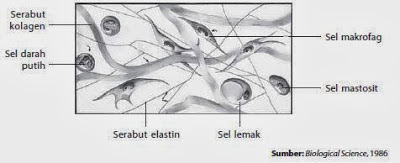 Serabut
kolagen
Sel makrofag
Sel darah
putih
Sel mastosit
Serabut elastin
Sel lemak
Sumber: Biological Science, 1986